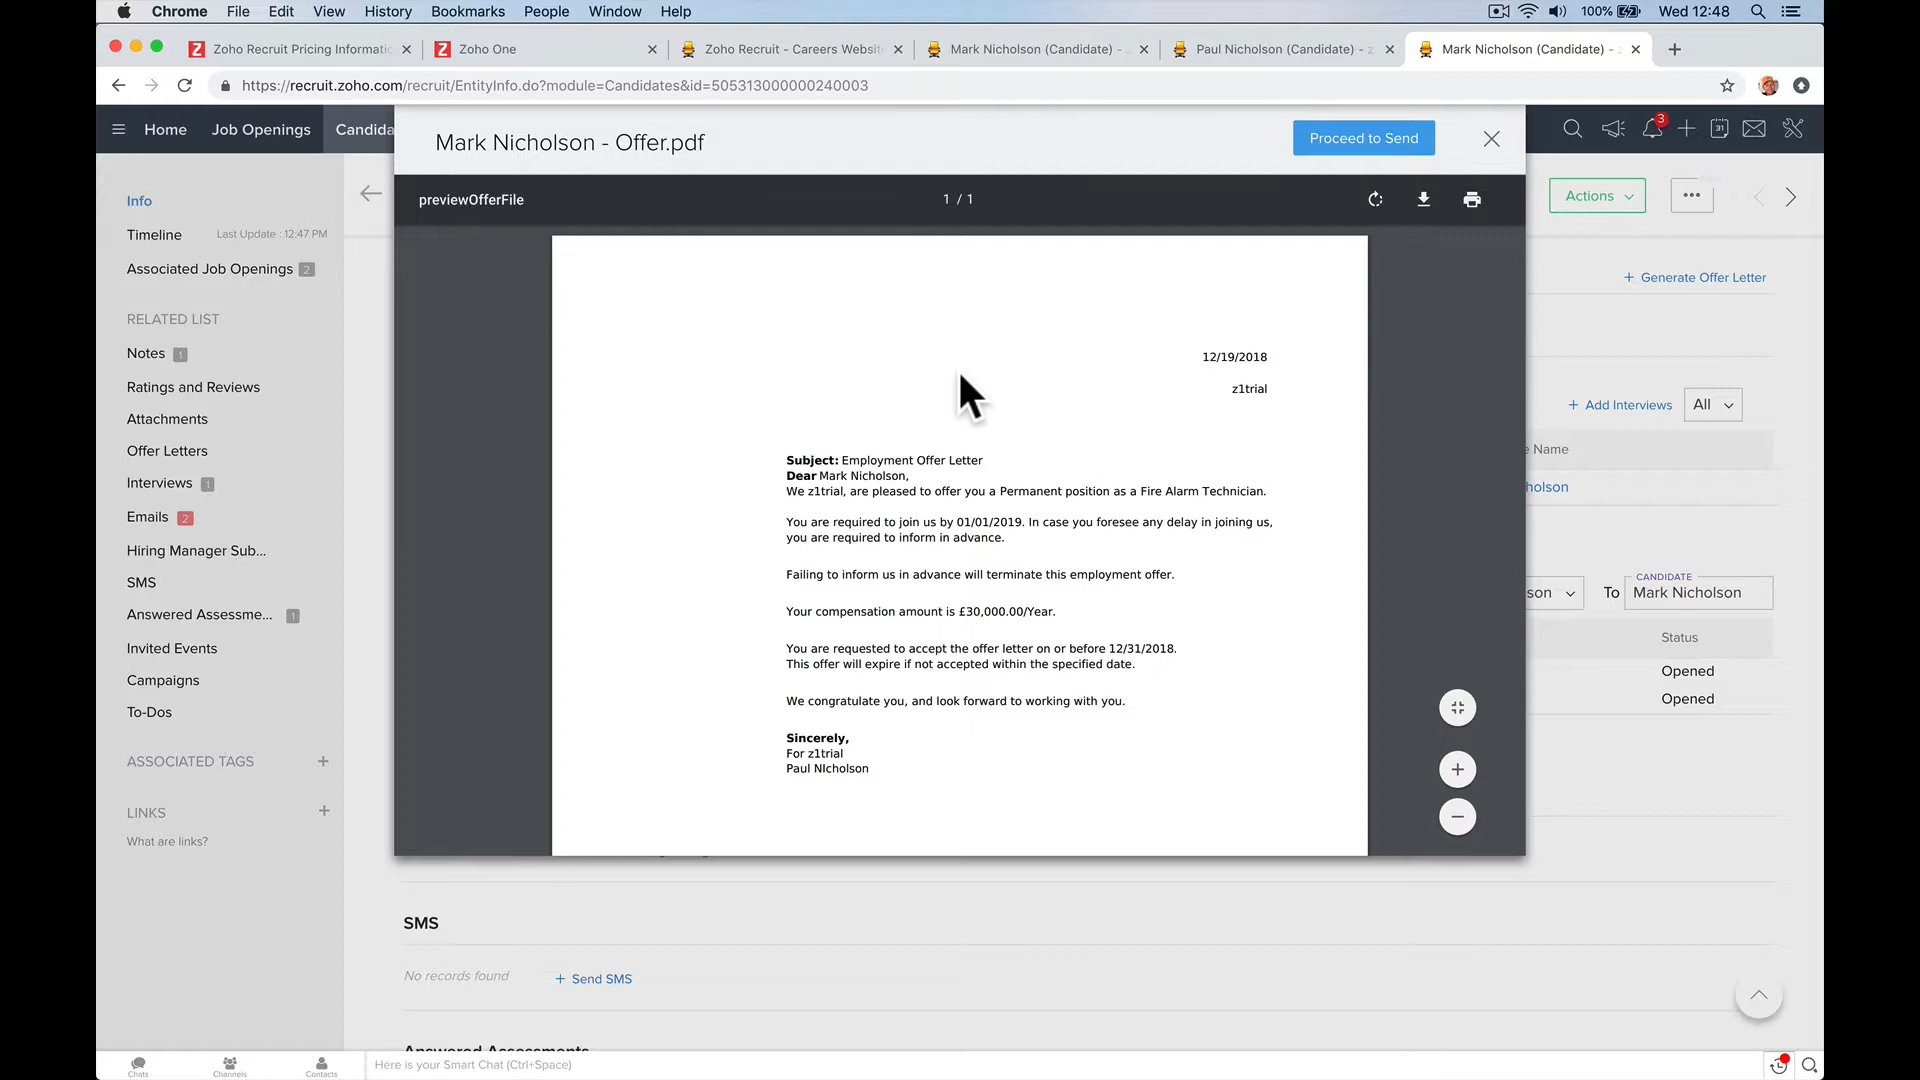 Chrome File Edit View History Bookmarks People Window Help 100% Wed 12:48
Zoho Recruit Pricing Informati Zoho One Zoho Recruit - Careers Websit Mark Nicholson (Candidate) - Paul Nicholson (Candidate) - z Mark Nicholson (Candidate) - z
https://recruit.zoho.com/recruit/EntityInfo.do?module=Candidates&id=505313000000240003
Home Job Openings Candida
3
31
Mark Nicholson - Offer.pdf
Proceed to Send
previewOfferFile
1 / 1
Actions
Info
Timeline Last Update : 12:47 PM
Associated Job Openings 2
RELATED LIST
Notes 1
Ratings and Reviews
Attachments
Offer Letters
Interviews 1
Emails 2
Hiring Manager Sub...
SMS
Answered Assessme... 1
Invited Events
Campaigns
To-Dos
ASSOCIATED TAGS +
LINKS +
What are links?
12/19/2018
z1trial
Subject: Employment Offer Letter
Dear Mark Nicholson,
We z1trial, are pleased to offer you a Permanent position as a Fire Alarm Technician.
You are required to join us by 01/01/2019. In case you foresee any delay in joining us,
you are required to inform in advance.
Failing to inform us in advance will terminate this employment offer.
Your compensation amount is £30,000.00/Year.
You are requested to accept the offer letter on or before 12/31/2018.
This offer will expire if not accepted within the specified date.
We congratulate you, and look forward to working with you.
Sincerely,
For z1trial
Paul NIcholson
+ Generate Offer Letter
+ Add Interviews All
e Name
holson
CANDIDATE
son To Mark Nicholson
Status
Opened
Opened
SMS
No records found + Send SMS
Answered Assessments
Chats Channels Contacts Here is your Smart Chat (Ctrl+Space)